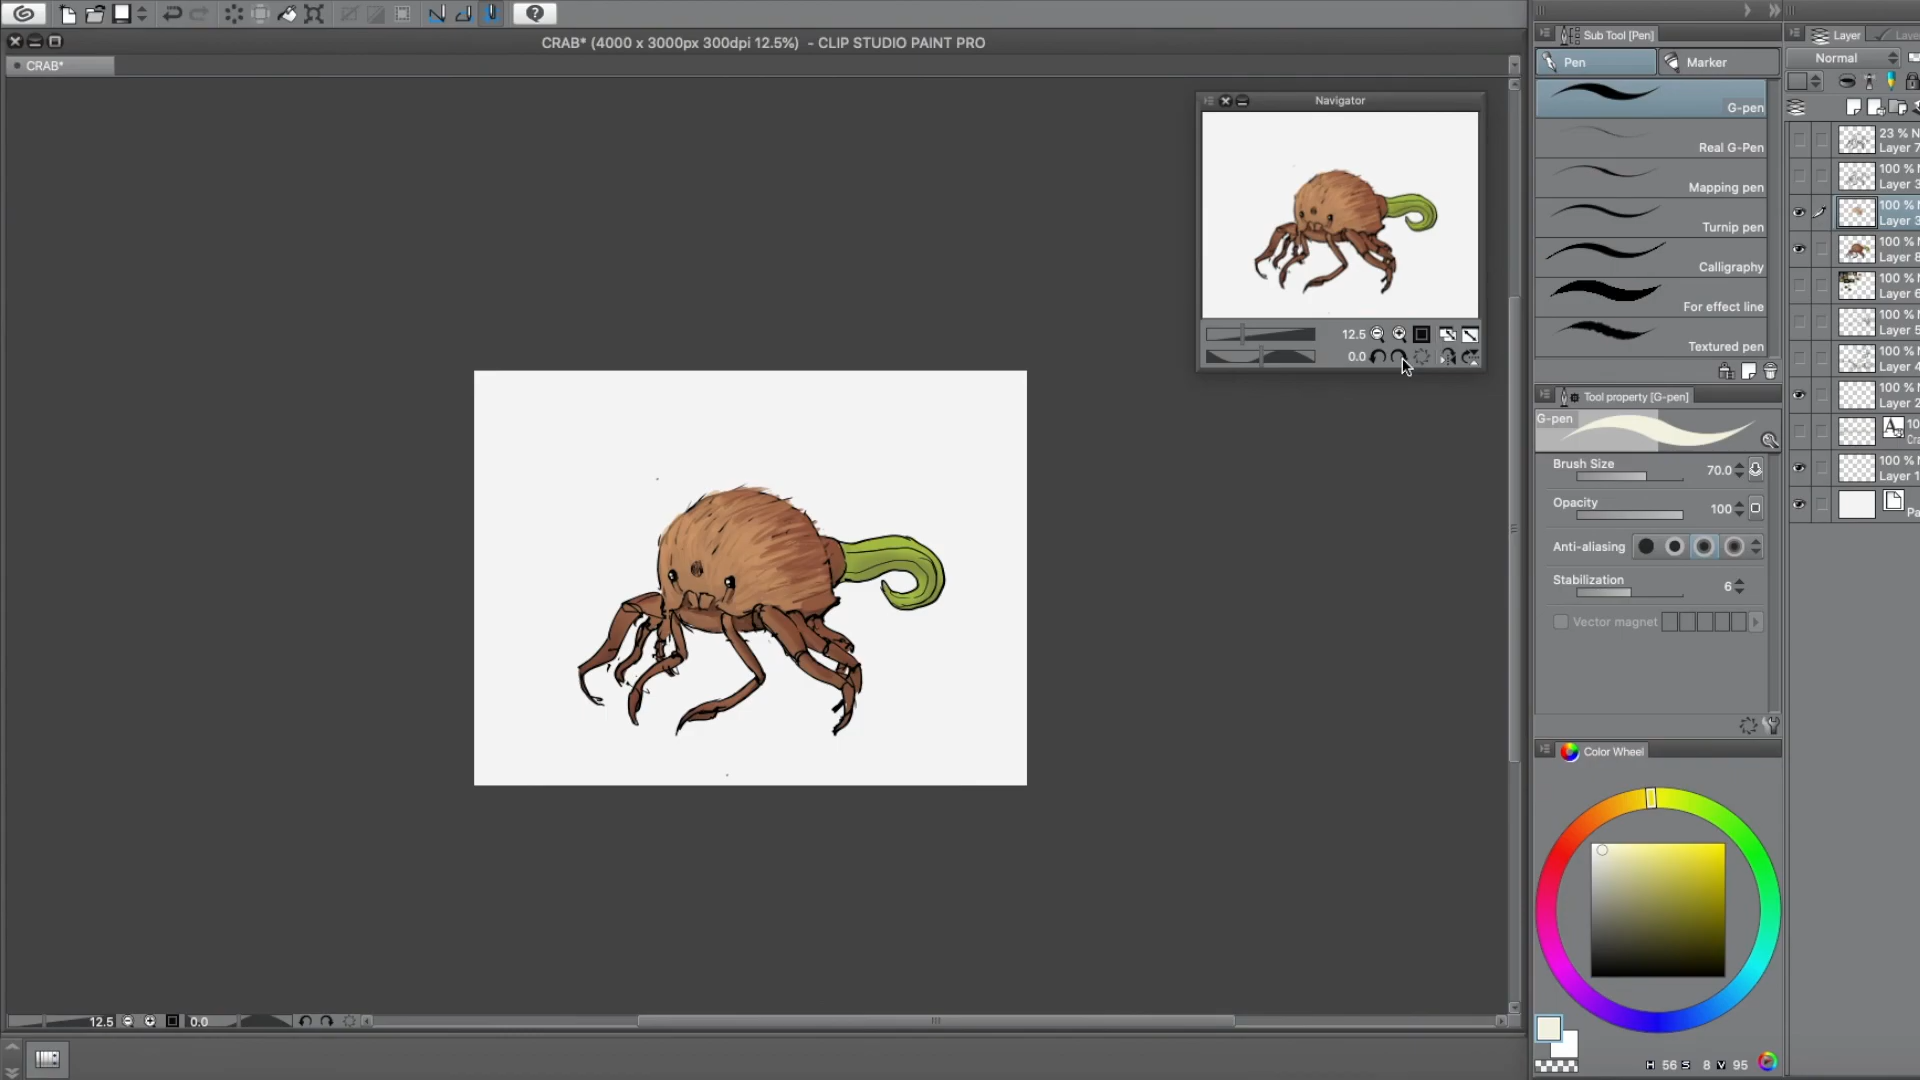 CRAB* (4000 x 3000px 300dpi 12.5%) - CLIP STUDIO PAINT PRO
CRAB*
Navigator
12.5
0.0
Sub Tool [Pen]
Pen
Marker
G-pen
Real G-Pen
Mapping pen
Turnip pen
Calligraphy
For effect line
Textured pen
Tool property [G-pen]
G-pen
Brush Size 70.0
Opacity 100
Anti-aliasing
Stabilization
6
Vector magnet
Color Wheel
H 56 S 8 V 95
Layer
Normal
23 % N
Layer 7
100 % N
Layer 3
100 % N
Layer 3
100 % N
Layer 8
100 % N
Layer 6
100 % N
Layer 5
100 % N
Layer 4
100 % N
Layer 2
10
100 % N
Layer 1
Pa
12.5
0.0